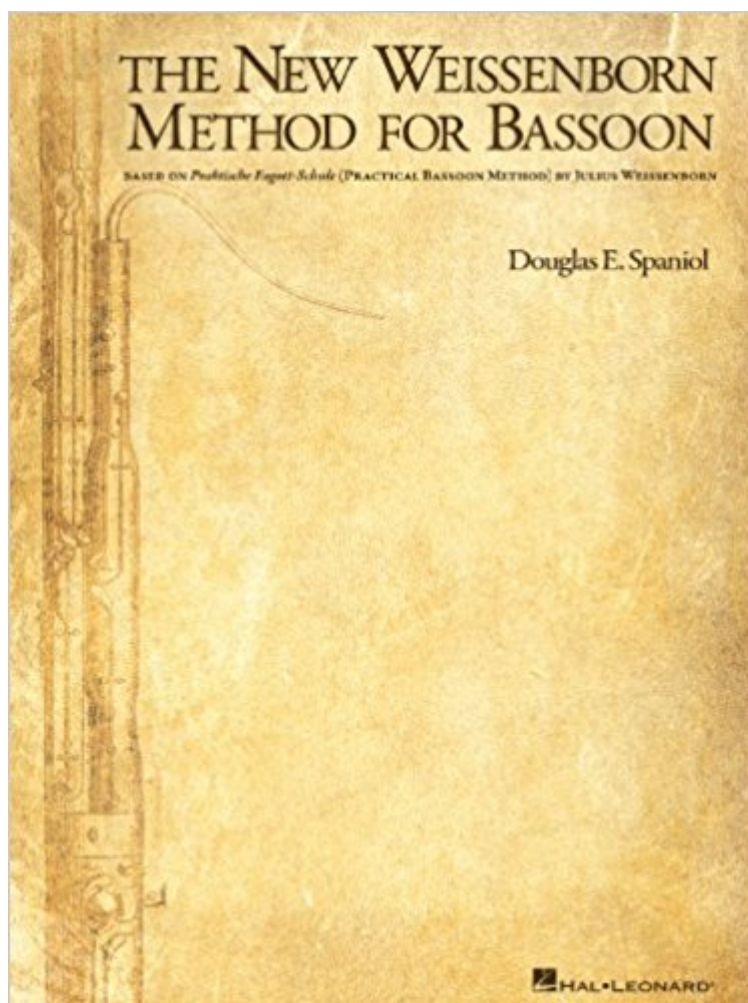 THE NEW WEISSENBORN
METHOD FOR BASSOON
BASED ON Praktische Fagott-Schule (PRACTICAL BASSOON METHOD) BY JULIUS WEISSENBORN
Douglas E. Spaniol
HAL•LEONARD®